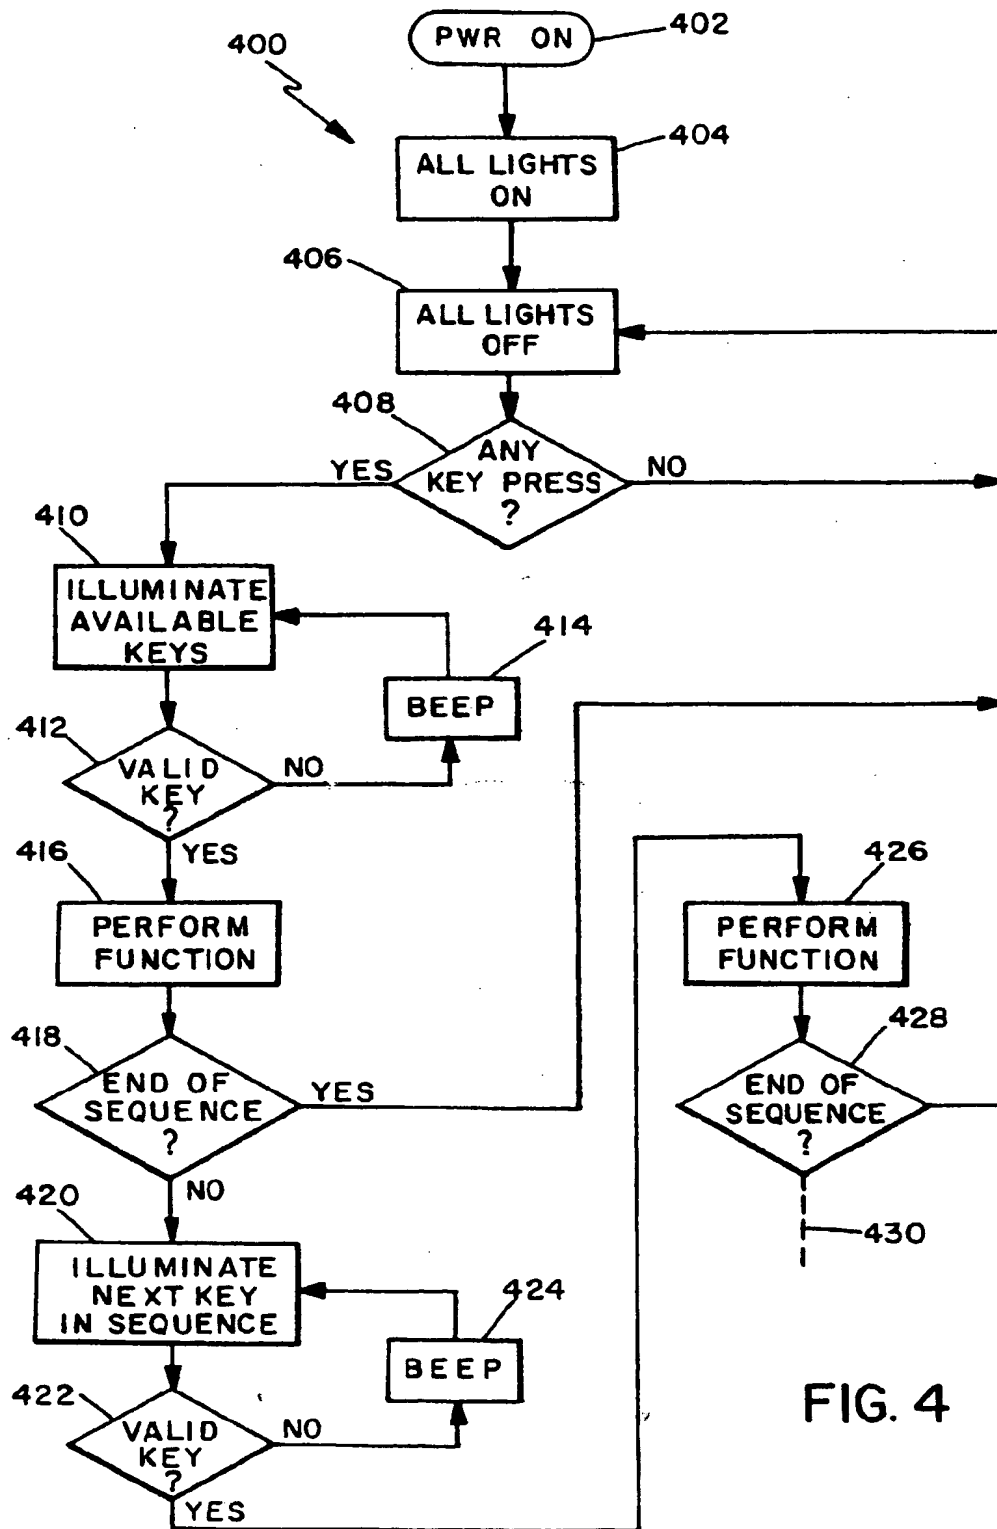 PWR ON
402
400
404
ALL LIGHTS
ON
406
ALL LIGHTS
OFF
408
ANY
KEY PRESS
?
YES
NO
410
ILLUMINATE
AVAILABLE
KEYS
414
BEEP
412
VALID
KEY
?
NO
YES
416
PERFORM
FUNCTION
418
END OF
SEQUENCE
?
YES
NO
420
ILLUMINATE
NEXT KEY
IN SEQUENCE
424
BEEP
422
VALID
KEY
?
NO
YES
426
PERFORM
FUNCTION
428
END OF
SEQUENCE
?
430
FIG. 4